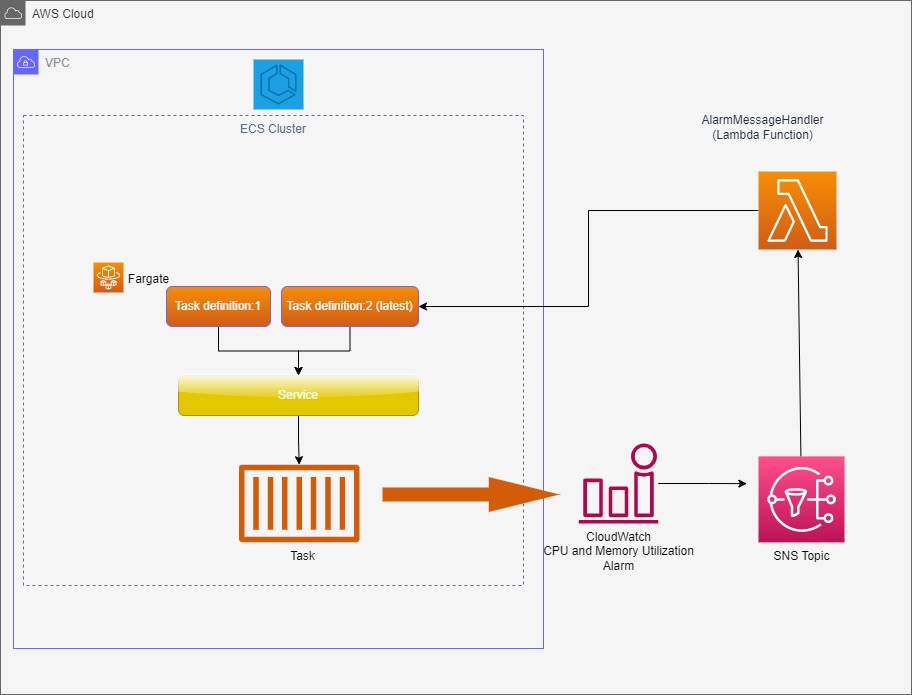 AWS Cloud
VPC
ECS Cluster
AlarmMessageHandler
(Lambda Function)
Fargate
Task definition:1
Task definition:2 (latest)
Service
Task
CloudWatch
CPU and Memory Utilization
Alarm
SNS Topic